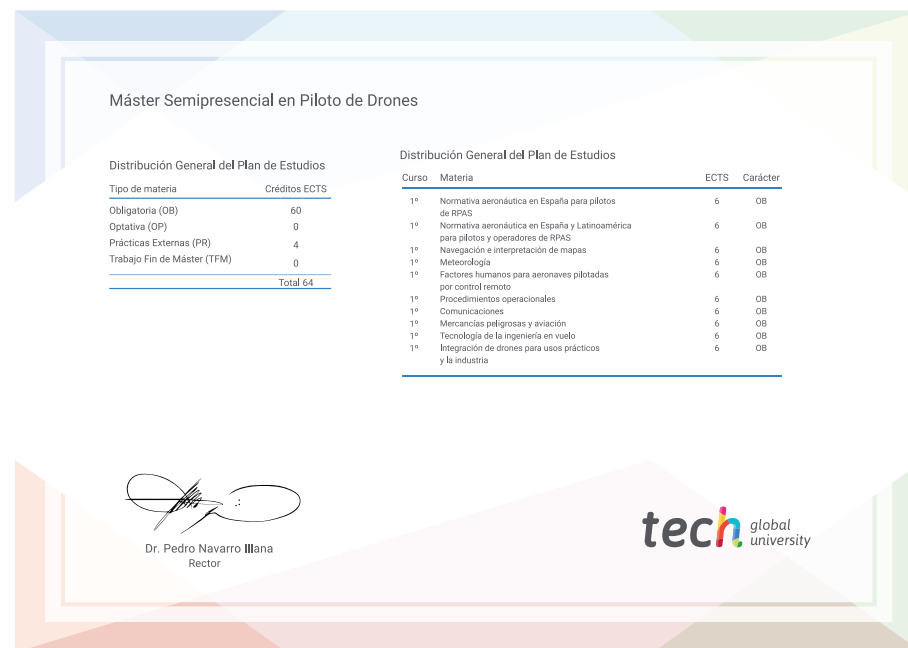 Máster Semipresencial en Piloto de Drones
Distribución General del Plan de Estudios
Tipo de materia Créditos ECTS
Obligatoria (OB) 60
Optativa (OP) 0
Prácticas Externas (PR) 4
Trabajo Fin de Máster (TFM) 0
Total 64
Distribución General del Plan de Estudios
Curso Materia ECTS Carácter
1º Normativa aeronáutica en España para pilotos 6 OB
de RPAS
1º Normativa aeronáutica en España y Latinoamérica 6 OB
para pilotos y operadores de RPAS
1º Navegación e interpretación de mapas 6 OB
1º Meteorología 6 OB
1º Factores humanos para aeronaves pilotadas 6 OB
por control remoto
1º Procedimientos operacionales 6 OB
1º Comunicaciones 6 OB
1º Mercancías peligrosas y aviación 6 OB
1º Tecnología de la ingeniería en vuelo 6 OB
1º Integración de drones para usos prácticos 6 OB
y la industria
Dr. Pedro Navarro Illana
Rector
tech global
university